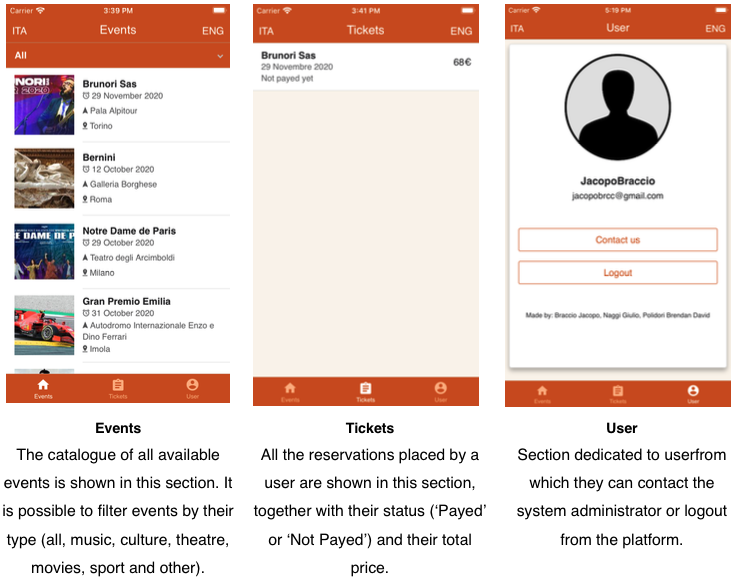 Carrier 3:39 PM
ITA Events ENG
All
NORI!
R 2020
Brunori Sas
29 November 2020
Pala Alpitour
Torino
Bernini
12 October 2020
Galleria Borghese
Roma
E DAME DE P
Notre Dame de Paris
29 October 2020
Teatro degli Arcimboldi
Milano
Gran Premio Emilia
31 October 2020
Autodromo Internazionale Enzo e
Dino Ferrari
Imola
Events Tickets User
Carrier 3:41 PM
ITA Tickets ENG
Brunori Sas
29 Novembre 2020
Not payed yet
68€
Events Tickets User
Carrier 5:19 PM
ITA User ENG
JacopoBraccio
jacopobrcc@gmail.com
Contact us
Logout
Made by: Braccio Jacopo, Naggi Giulio, Polidori Brendan David
Events Tickets User
Events
The catalogue of all available
events is shown in this section. It
is possible to filter events by their
type (all, music, culture, theatre,
movies, sport and other).
Tickets
All the reservations placed by a
user are shown in this section,
together with their status (‘Payed’
or ‘Not Payed’) and their total
price.
User
Section dedicated to userfrom
which they can contact the
system administrator or logout
from the platform.